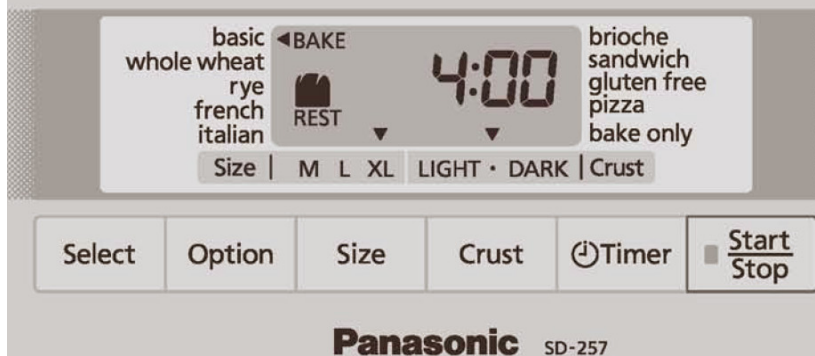 basic
whole wheat
rye
french
italian
◄BAKE
REST
4:00
▼ ▼
brioche
sandwich
gluten free
pizza
bake only
Size | M L XL LIGHT · DARK | Crust
Select Option Size Crust Timer Start
Stop
Panasonic SD-257